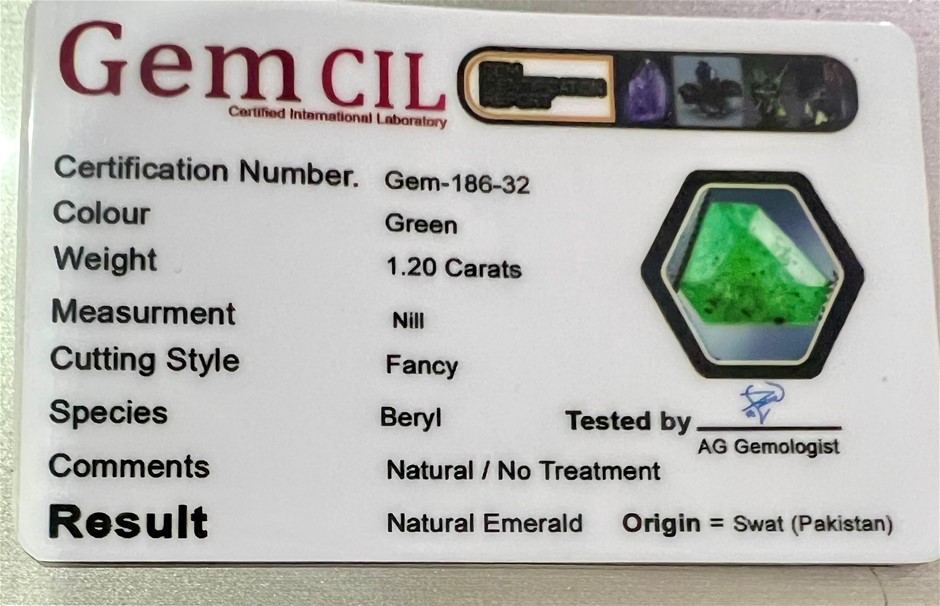 Gem CIL
Certified International Laboratory
Certification Number. Gem-186-32
Colour Green
Weight 1.20 Carats
Measurment Nill
Cutting Style Fancy
Species Beryl
Tested by
AG Gemologist
Comments Natural / No Treatment
Result Natural Emerald Origin = Swat (Pakistan)